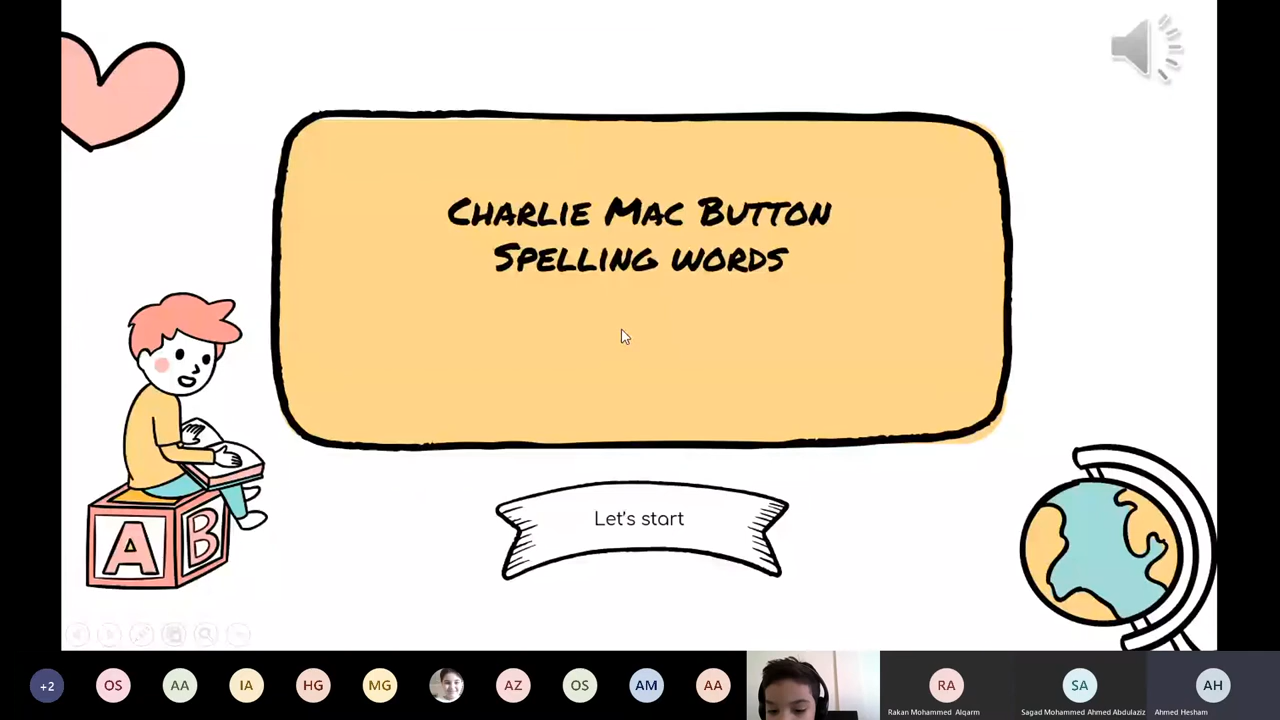 Charlie Mac Button
Spelling words
Let's start
A B
+2 OS AA IA HG MG AZ OS AM AA RA SA AH
Rakan Mohammed Alqarm
Sagad Mohammed Ahmed Abdulaziz
Ahmed Hesham